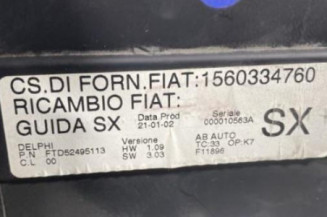 CS.DI FORN.FIAT:1560334760
RICAMBIO FIAT:
GUIDA SX
Data Prod
21-01-02
Seriale
000010563A
SX
DELPHI
P.N FTD52495113
C.L 00
Versione
HW 1.09
SW 3.03
AB AUTO
TC:33 OP:K7
F11896